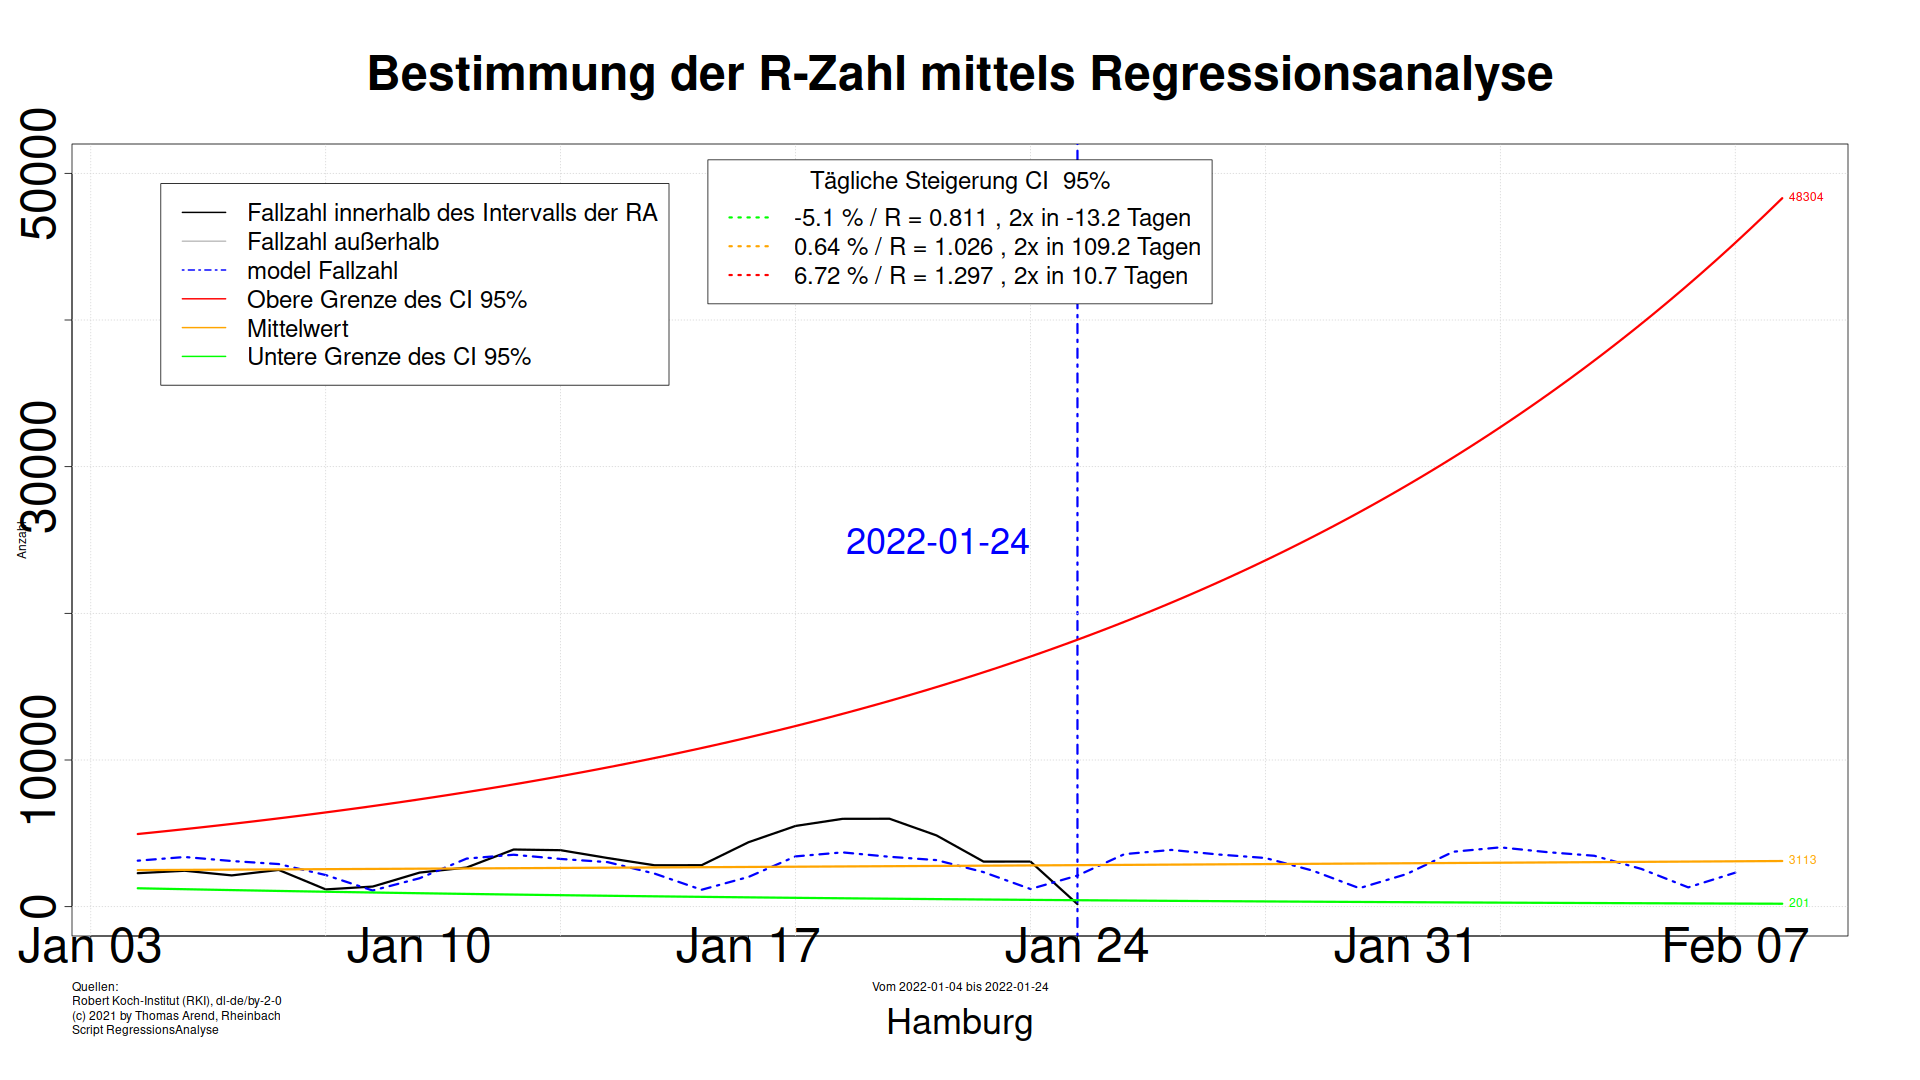 Bestimmung der R-Zahl mittels Regressionsanalyse
50000
30000
10000
0
Anzahl
Fallzahl innerhalb des Intervalls der RA
Fallzahl außerhalb
model Fallzahl
Obere Grenze des CI 95%
Mittelwert
Untere Grenze des CI 95%
Tägliche Steigerung CI 95%
-5.1 % / R = 0.811 , 2x in -13.2 Tagen
0.64 % / R = 1.026 , 2x in 109.2 Tagen
6.72 % / R = 1.297 , 2x in 10.7 Tagen
48304
2022-01-24
3113
201
Jan 03 Jan 10 Jan 17 Jan 24 Jan 31 Feb 07
Quellen:
Robert Koch-Institut (RKI), dl-de/by-2-0
(c) 2021 by Thomas Arend, Rheinbach
Script RegressionsAnalyse
Vom 2022-01-04 bis 2022-01-24
Hamburg